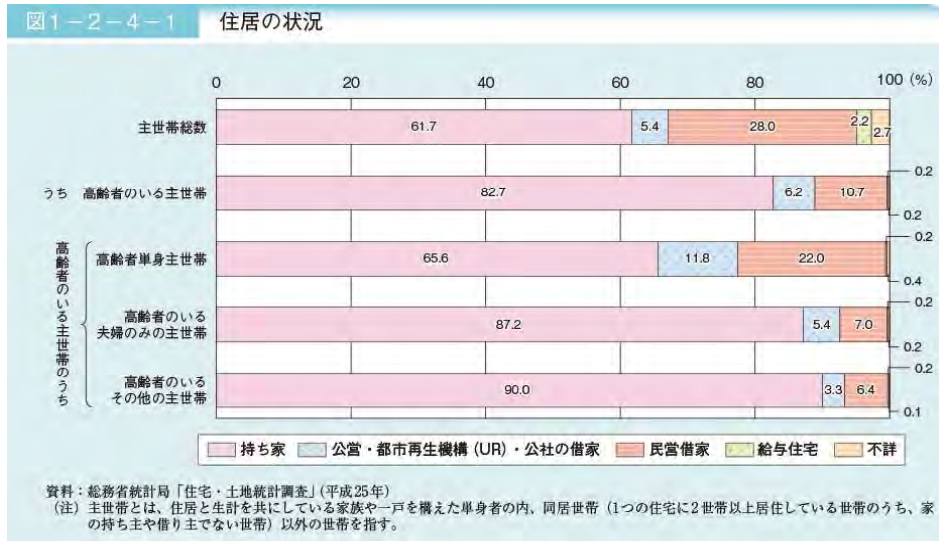 図1－2－4－1 住居の状況
0 20 40 60 80 100 (%)
主世帯総数 61.7 5.4 28.0 2.2 2.7
うち 高齢者のいる主世帯 82.7 6.2 10.7 0.2 0.2
高齢者のいる主世帯のうち
高齢者単身主世帯 65.6 11.8 22.0 0.2 0.4
高齢者のいる
夫婦のみの主世帯 87.2 5.4 7.0 0.2 0.2
高齢者のいる
その他の主世帯 90.0 3.3 6.4 0.2 0.1
持ち家 公営・都市再生機構(UR)・公社の借家 民営借家 給与住宅 不詳
資料：総務省統計局「住宅・土地統計調査」(平成25年)
（注）主世帯とは、住居と生計を共にしている家族や一戸を構えた単身者の内、同居世帯（1つの住宅に2世帯以上居住している世帯のうち、家
の持ち主や借り主でない世帯）以外の世帯を指す。